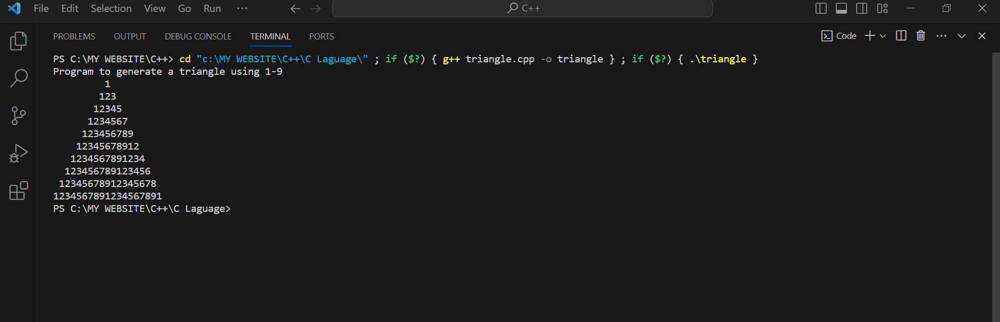 File Edit Selection View Go Run ··· C++
PROBLEMS OUTPUT DEBUG CONSOLE TERMINAL PORTS Code
PS C:\MY WEBSITE\C++> cd "c:\MY WEBSITE\C++\C Laguage\" ; if ($?) { g++ triangle.cpp -o triangle } ; if ($?) { .\triangle }
Program to generate a triangle using 1-9
1
123
12345
1234567
123456789
12345678912
1234567891234
123456789123456
12345678912345678
1234567891234567891
PS C:\MY WEBSITE\C++\C Laguage>